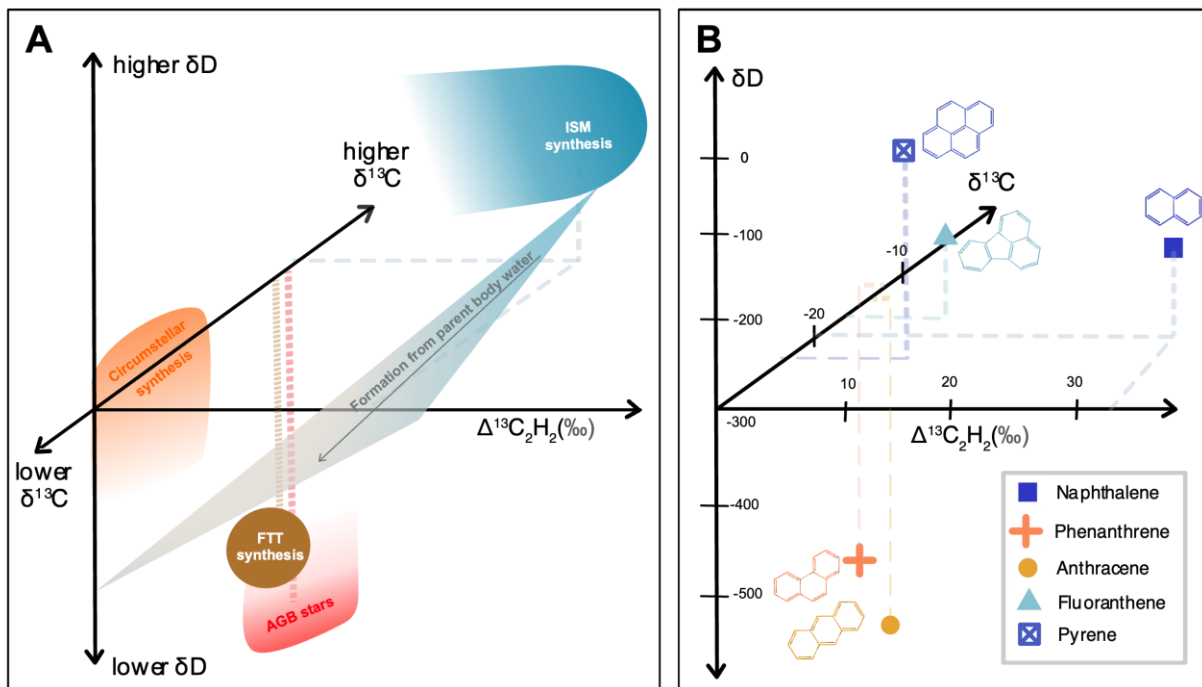 A
higher δD
ISM
synthesis
higher
δ¹³C
Formation from parent body water
Circumstellar
synthesis
Δ¹³C₂H₂(‰)
lower
δ¹³C
FTT
synthesis
AGB stars
lower δD
B
δD
0
δ¹³C
-100
-10
-200
-20
10
20
30
-300
Δ¹³C₂H₂(‰)
-400
-500
Naphthalene
Phenanthrene
Anthracene
Fluoranthene
Pyrene